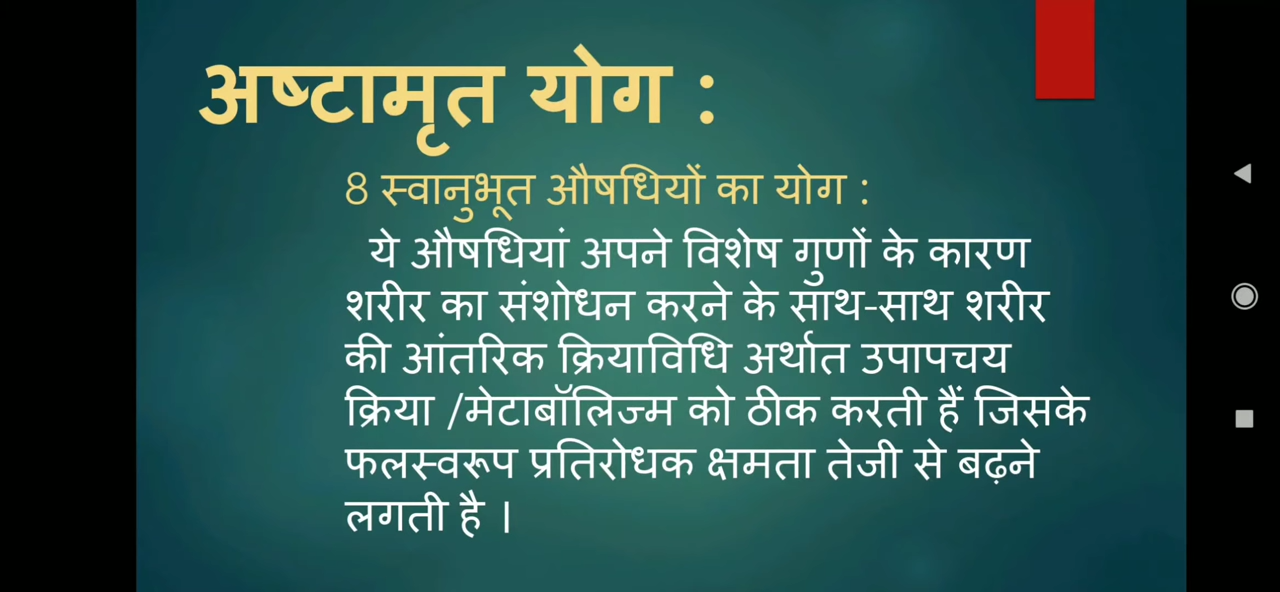 अष्टामृत योग :
8 स्वानुभूत औषधियों का योग :
ये औषधियां अपने विशेष गुणों के कारण
शरीर का संशोधन करने के साथ-साथ शरीर
की आंतरिक क्रियाविधि अर्थात उपापचय
क्रिया /मेटाबॉलिज्म को ठीक करती हैं जिसके
फलस्वरूप प्रतिरोधक क्षमता तेजी से बढ़ने
लगती है ।